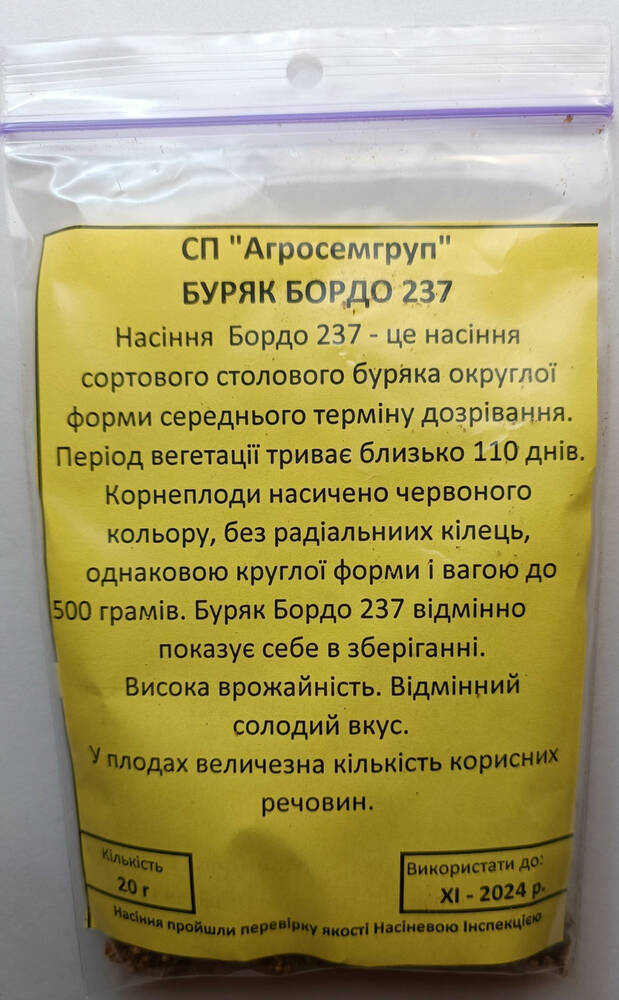 СП "Агросемгруп"
БУРЯК БОРДО 237
Насіння Бордо 237 - це насіння
сортового столового буряка округлої
форми середнього терміну дозрівання.
Період вегетації триває близько 110 днів.
Корнеплоди насичено червоного
кольору, без радіальниих кілець,
однаковою круглої форми і вагою до
500 грамів. Буряк Бордо 237 відмінно
показує себе в зберіганні.
Висока врожайність. Відмінний
солодий вкус.
У плодах величезна кількість корисних
речовин.
Кількість
20 г
Використати до:
XI - 2024 р.
Насіння пройшли перевірку якості Насіневою Інспекцією